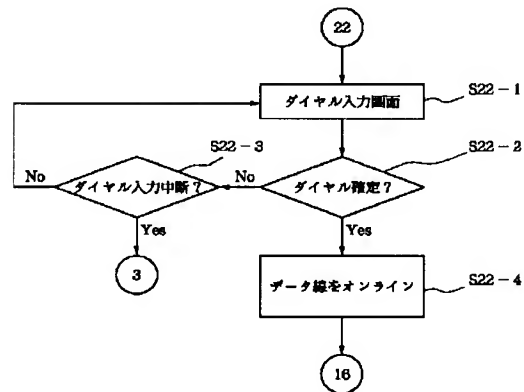 22
ダイヤル入力画面
S22-1
S22-3
S22-2
No
ダイヤル入力中断?
No
ダイヤル確定?
Yes
Yes
3
データ線をオンライン
S22-4
16